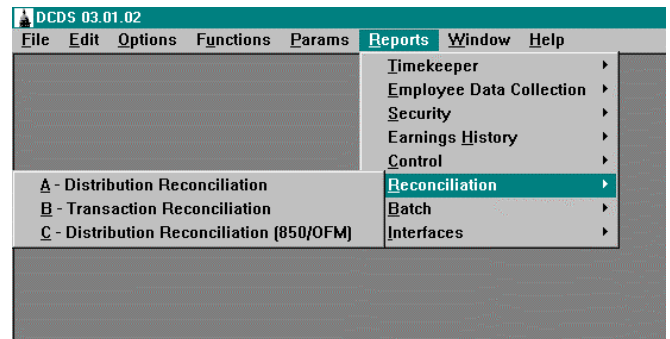 DCDS 03.01.02
File Edit Options Functions Params Reports Window Help
Timekeeper
Employee Data Collection
Security
Earnings History
Control
Reconciliation
Batch
Interfaces
A - Distribution Reconciliation
B - Transaction Reconciliation
C - Distribution Reconciliation (850/OFM)